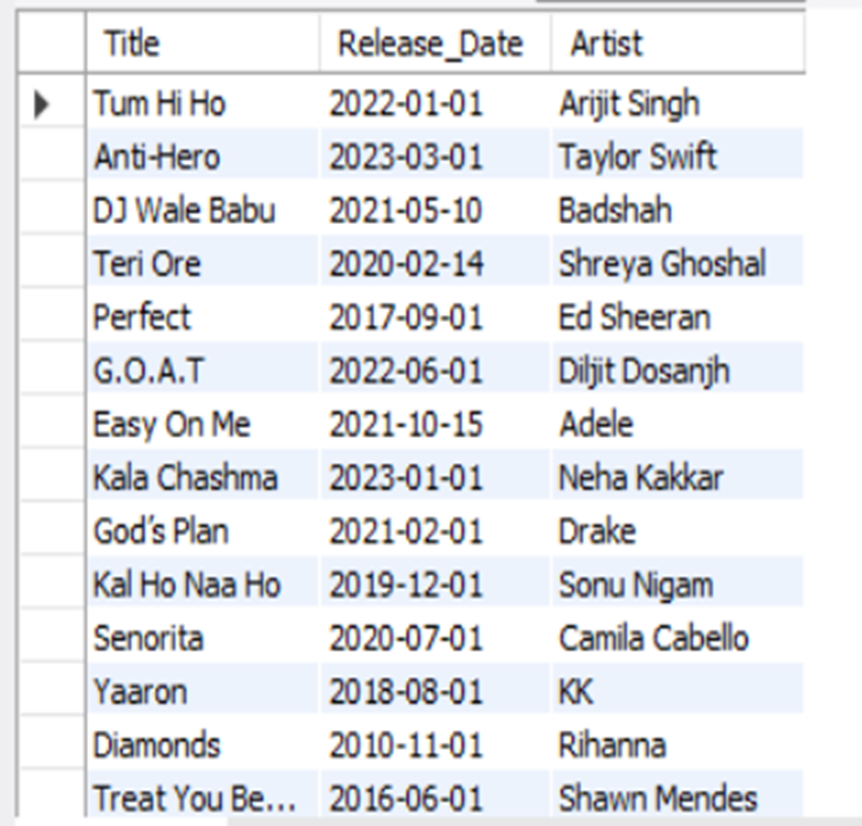 Title Release_Date Artist
Tum Hi Ho 2022-01-01 Arijit Singh
Anti-Hero 2023-03-01 Taylor Swift
DJ Wale Babu 2021-05-10 Badshah
Teri Ore 2020-02-14 Shreya Ghoshal
Perfect 2017-09-01 Ed Sheeran
G.O.A.T 2022-06-01 Diljit Dosanjh
Easy On Me 2021-10-15 Adele
Kala Chashma 2023-01-01 Neha Kakkar
God’s Plan 2021-02-01 Drake
Kal Ho Naa Ho 2019-12-01 Sonu Nigam
Senorita 2020-07-01 Camila Cabello
Yaaron 2018-08-01 KK
Diamonds 2010-11-01 Rihanna
Treat You Be... 2016-06-01 Shawn Mendes